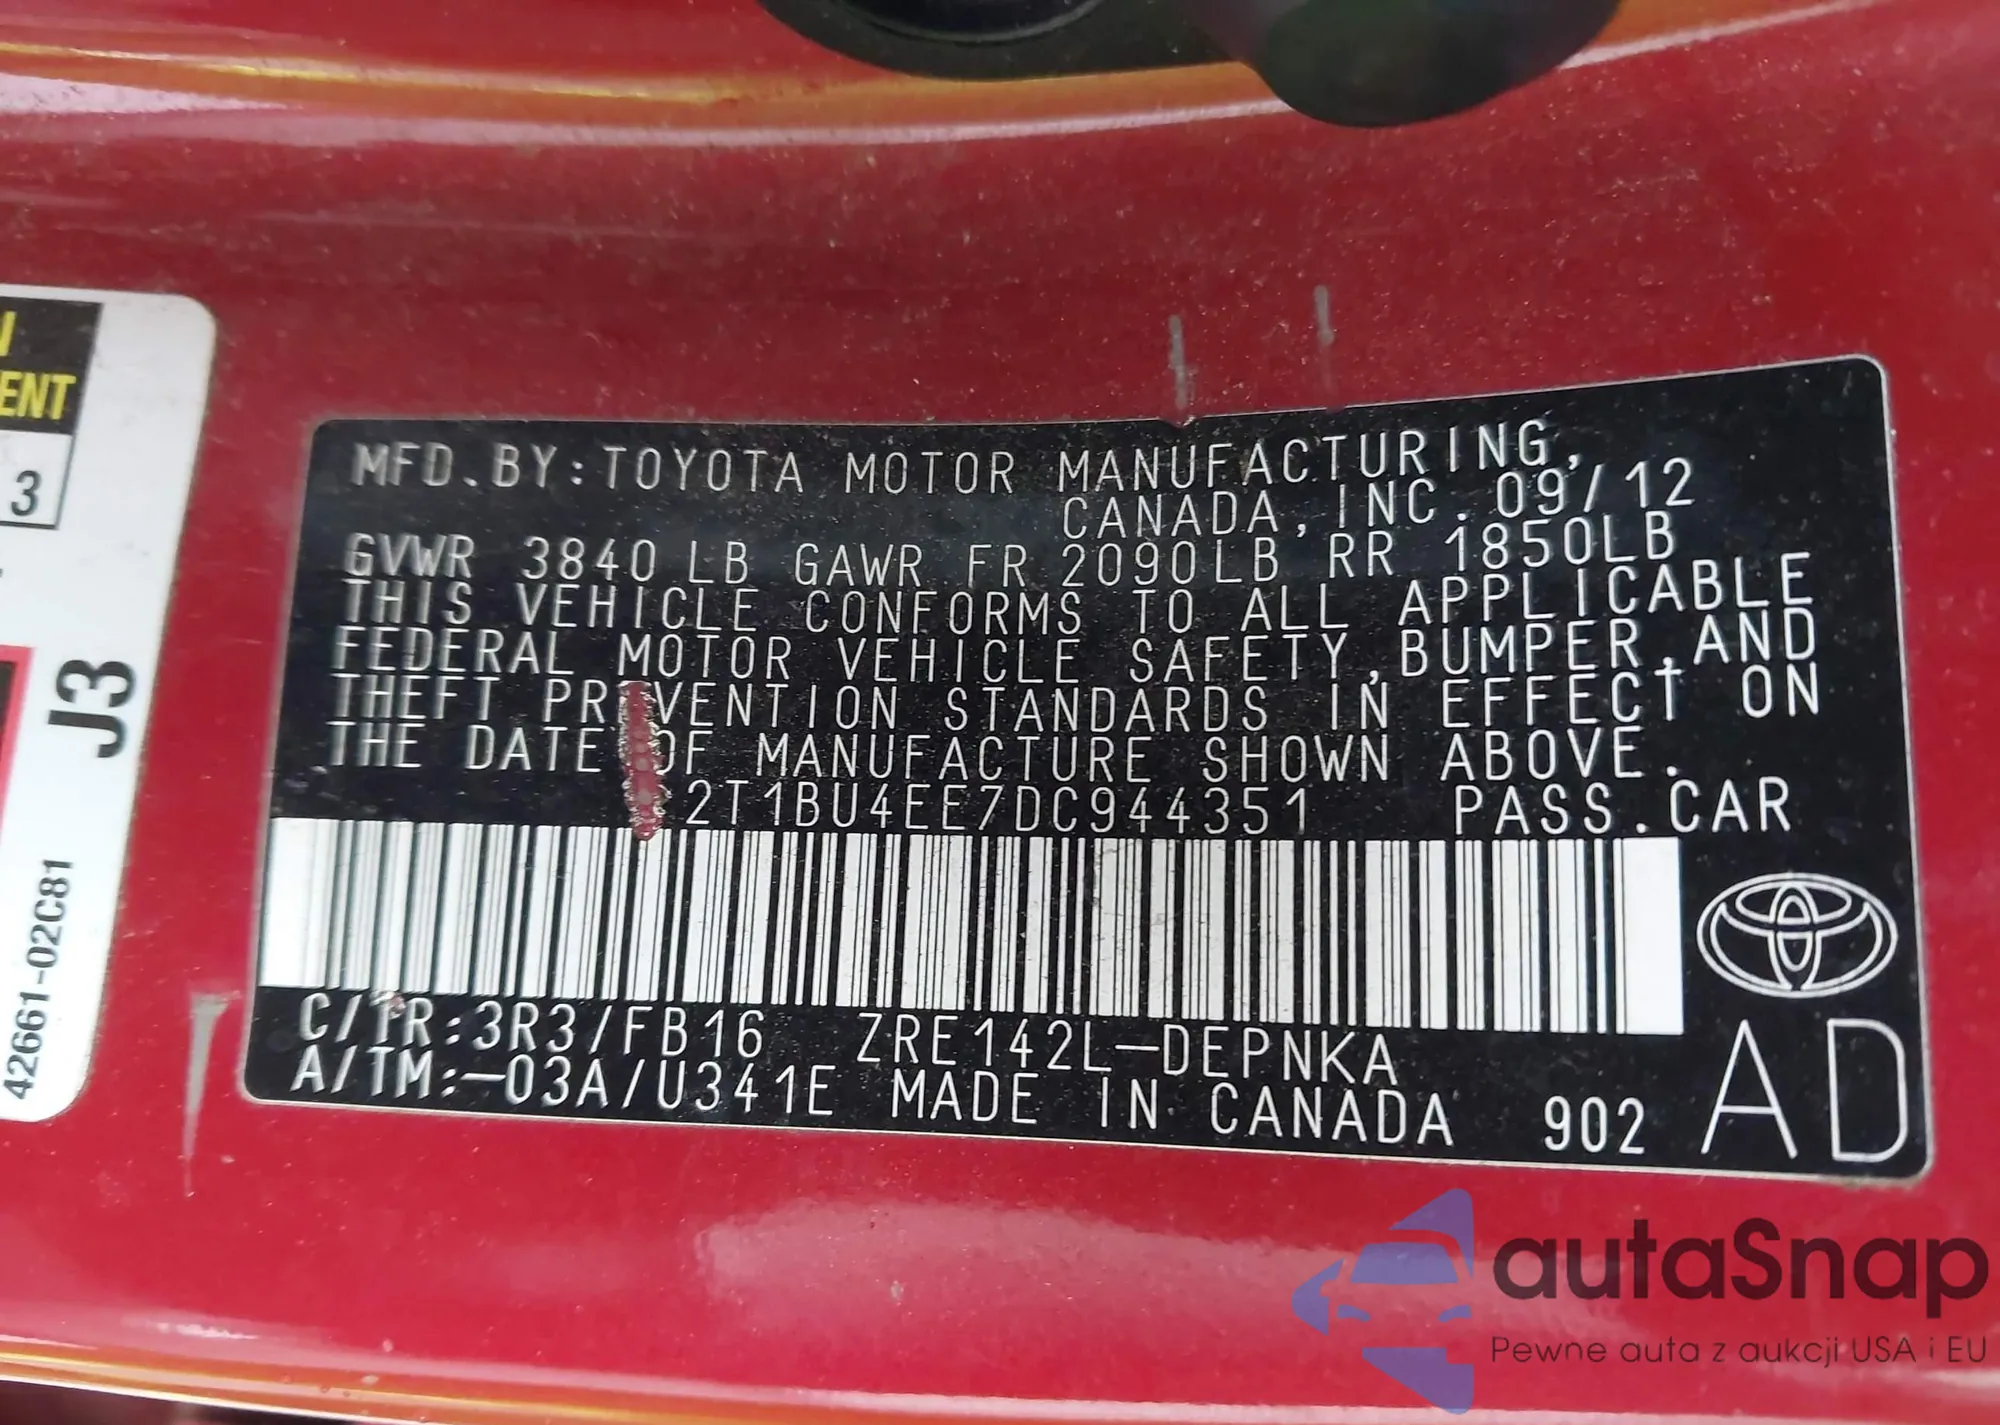 ENT
3
J3
42661-02C81
MFD.BY:TOYOTA MOTOR MANUFACTURING,
CANADA,INC. 09/12
GVWR 3840LB GAWR FR 2090LB RR 1850LB
THIS VEHICLE CONFORMS TO ALL APPLICABLE
FEDERAL MOTOR VEHICLE SAFETY,BUMPER,AND
THEFT PREVENTION STANDARDS IN EFFECT ON
THE DATE OF MANUFACTURE SHOWN ABOVE.
2T1BU4EE7DC944351 PASS.CAR
C/TR:3R3/FB16 ZRE142L-DEPNKA
A/TM:-03A/U341E MADE IN CANADA 902 AD
autaSnap
Pewne auta z aukcji USA i EU